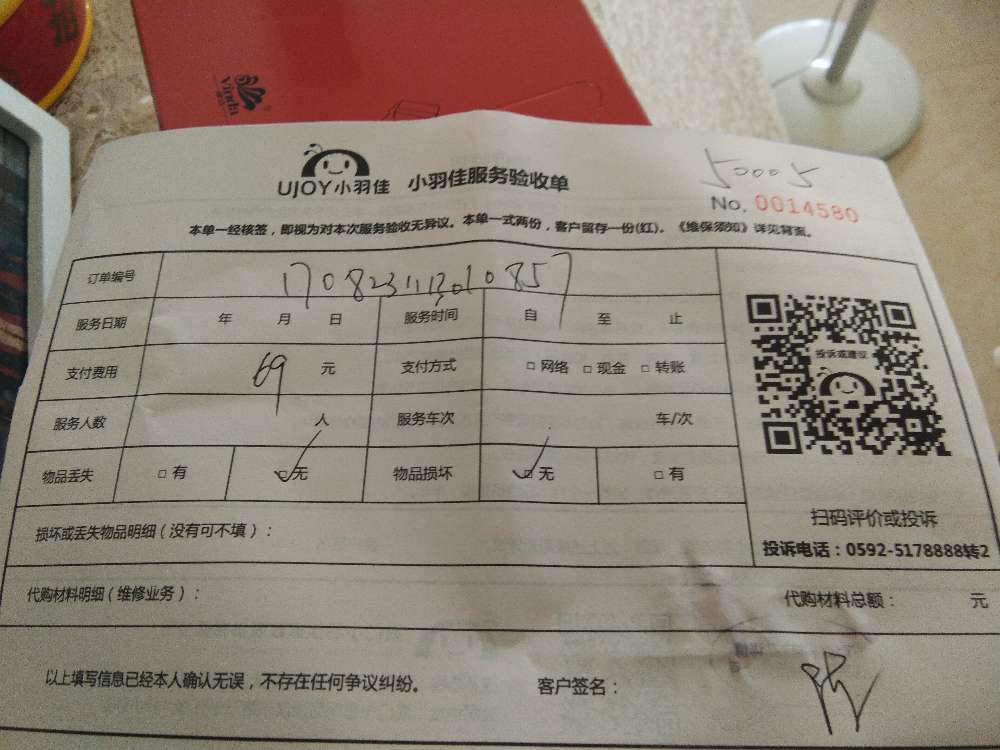 Vinda
UJOY小羽佳 小羽佳服务验收单
50005
No. 0014580
本单一经核签，即视为对本次服务验收无异议。本单一式两份，客户留存一份(红)。《维保须知》详见背面。
订单编号 1708231113010857
服务日期 年 月 日 服务时间 自 至 止
支付费用 69 元 支付方式 □ 网络 □ 现金 □ 转账
服务人数 人 服务车次 车/次
物品丢失 □ 有 ☑ 无 物品损坏 ☑ 无 □ 有
投诉或建议
扫码评价或投诉
投诉电话：0592-5178888转2
损坏或丢失物品明细（没有可不填）：
代购材料明细（维修业务）： 代购材料总额： 元
以上填写信息已经本人确认无误，不存在任何争议纠纷。 客户签名：